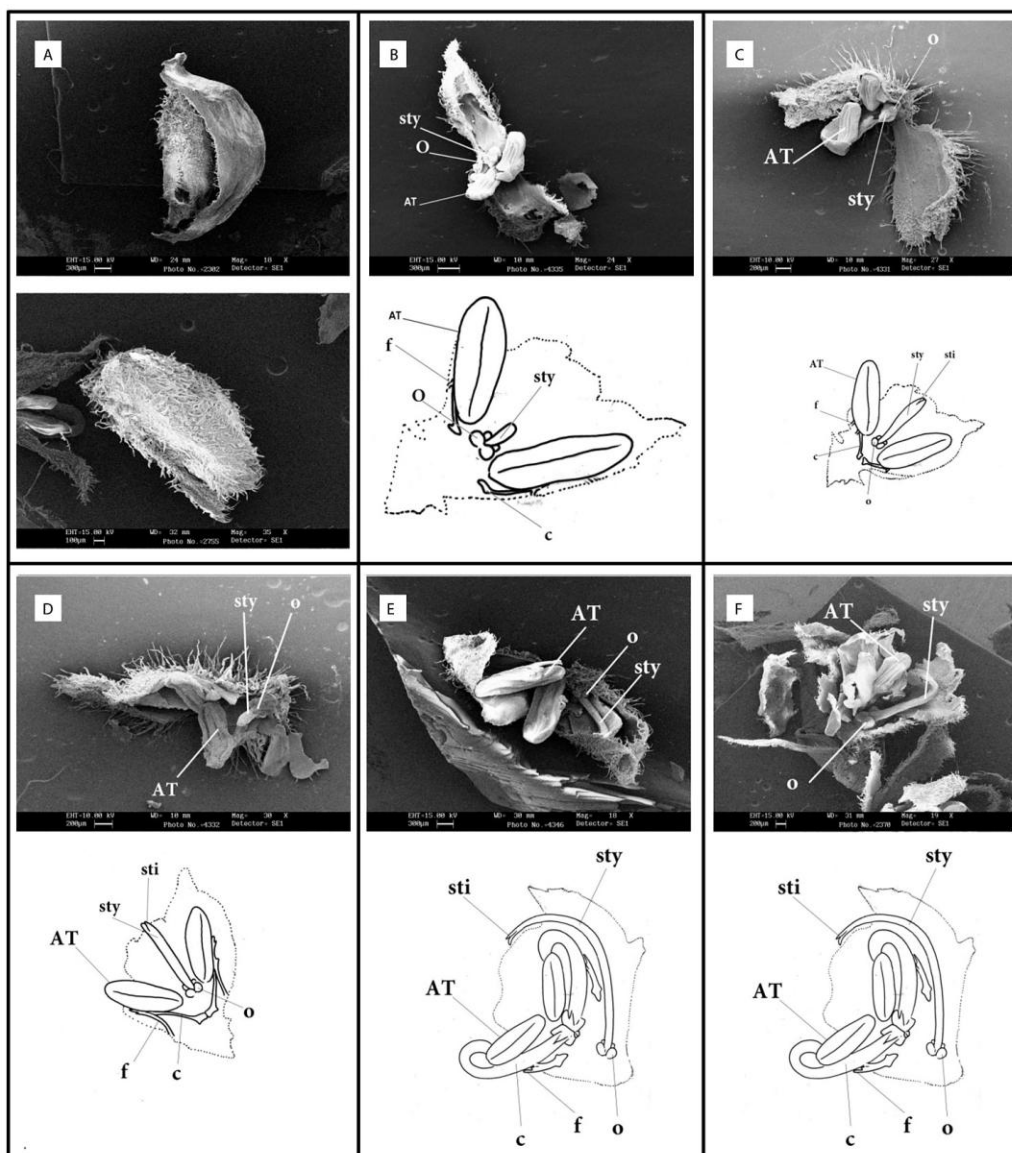 A
EHT=15.00 kV WD= 24 mm Mag= 10 X
300µm Photo No.=2302 Detector= SE1
EHT=15.00 kV WD= 32 mm Mag= 35 X
100µm Photo No.=2755 Detector= SE1
B
sty
O
AT
EHT=15.00 kV WD= 10 mm Mag= 24 X
300µm Photo No.=4335 Detector= SE1
AT
f
O
sty
c
C
o
AT
sty
EHT=10.00 kV WD= 10 mm Mag= 27 X
200µm Photo No.=4331 Detector= SE1
AT
sty
sti
f
c
o
D
sty
o
AT
EHT=10.00 kV WD= 10 mm Mag= 30 X
200µm Photo No.=4332 Detector= SE1
sti
sty
AT
o
f
c
E
AT
o
sty
EHT=15.00 kV WD= 30 mm Mag= 18 X
300µm Photo No.=4346 Detector= SE1
sty
sti
AT
c
f
o
F
AT
sty
o
EHT=15.00 kV WD= 31 mm Mag= 19 X
200µm Photo No.=2370 Detector= SE1
sty
sti
AT
c
f
o